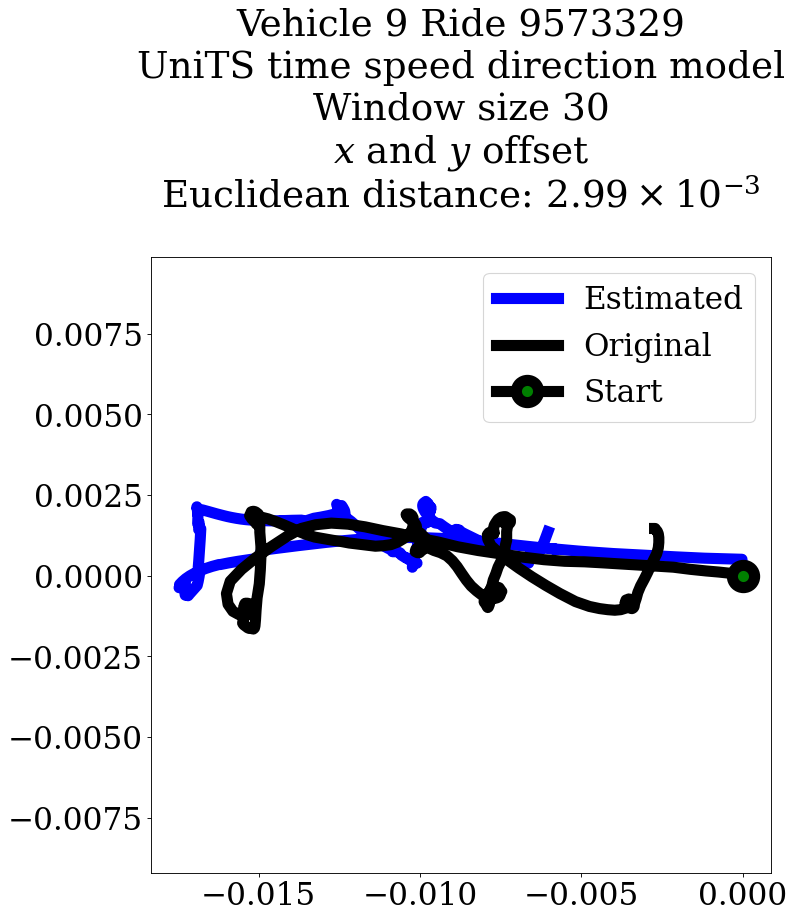 Vehicle 9 Ride 9573329
UniTS time speed direction model
Window size 30
x and y offset
Euclidean distance: 2.99 × 10⁻³
Estimated
Original
Start
0.0075
0.0050
0.0025
0.0000
−0.0025
−0.0050
−0.0075
−0.015 −0.010 −0.005 0.000